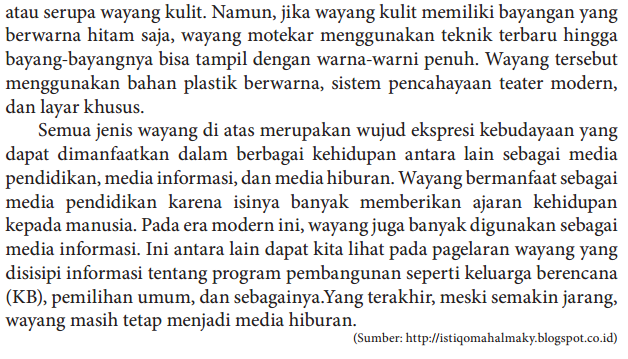 atau serupa wayang kulit. Namun, jika wayang kulit memiliki bayangan yang
berwarna hitam saja, wayang motekar menggunakan teknik terbaru hingga
bayang-bayangnya bisa tampil dengan warna-warni penuh. Wayang tersebut
menggunakan bahan plastik berwarna, sistem pencahayaan teater modern,
dan layar khusus.
Semua jenis wayang di atas merupakan wujud ekspresi kebudayaan yang
dapat dimanfaatkan dalam berbagai kehidupan antara lain sebagai media
pendidikan, media informasi, dan media hiburan. Wayang bermanfaat sebagai
media pendidikan karena isinya banyak memberikan ajaran kehidupan
kepada manusia. Pada era modern ini, wayang juga banyak digunakan sebagai
media informasi. Ini antara lain dapat kita lihat pada pagelaran wayang yang
disisipi informasi tentang program pembangunan seperti keluarga berencana
(KB), pemilihan umum, dan sebagainya.Yang terakhir, meski semakin jarang,
wayang masih tetap menjadi media hiburan.
(Sumber: http://istiqomahalmaky.blogspot.co.id)